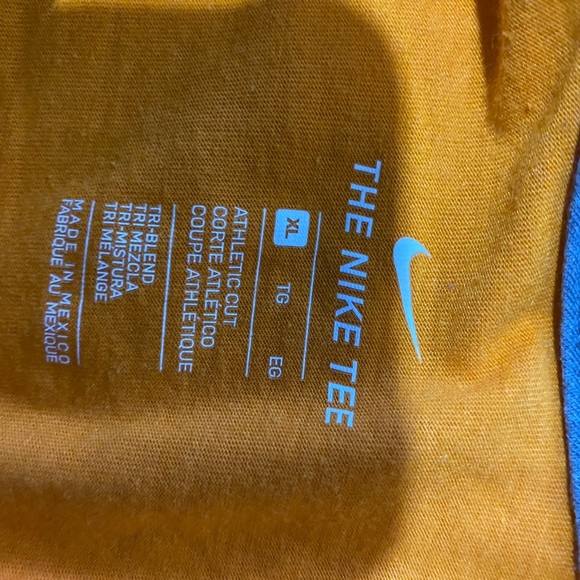 THE NIKE TEE
XL TG EG
ATHLETIC CUT
CORTE ATLÉTICO
COUPE ATHLÉTIQUE
TRI-BLEND
TRI MEZCLA
TRI-MISTURA
TRI MÉLANGE
MADE IN MEXICO
FABRIQUÉ AU MEXIQUE